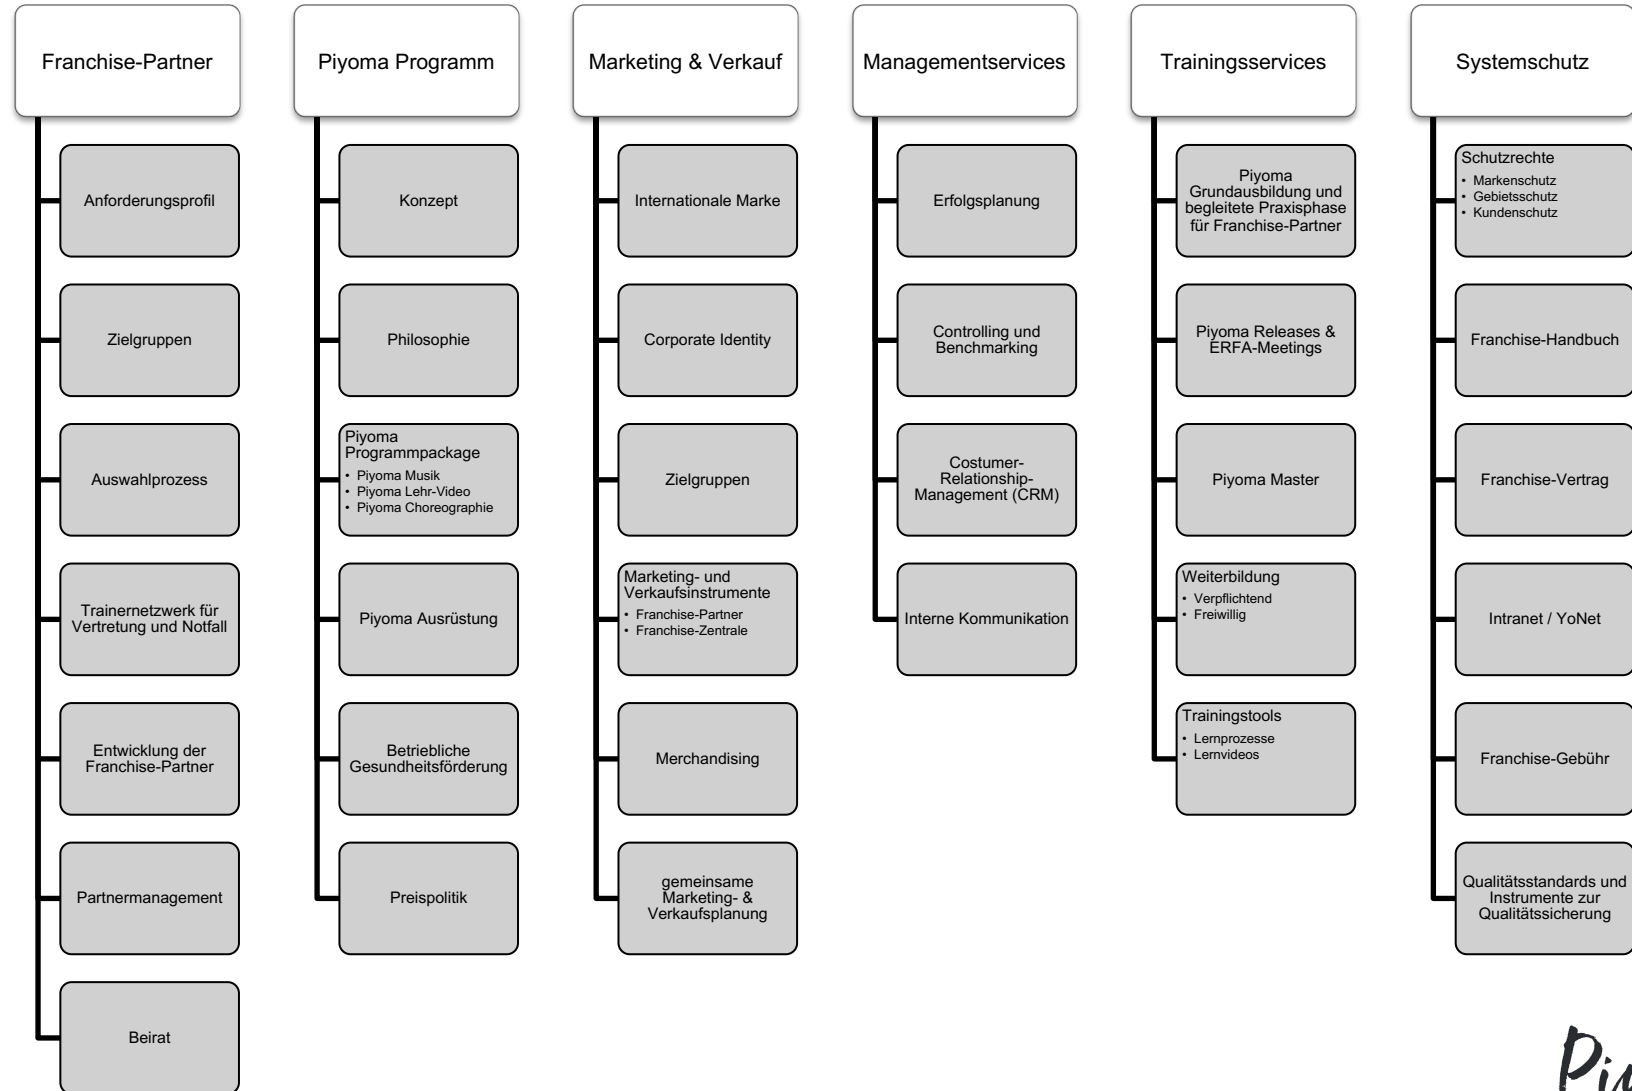 Franchise-Partner
Anforderungsprofil
Zielgruppen
Auswahlprozess
Trainernetzwerk für
Vertretung und Notfall
Entwicklung der
Franchise-Partner
Partnermanagement
Beirat
Piyoma Programm
Konzept
Philosophie
Piyoma
Programmpackage
• Piyoma Musik
• Piyoma Lehr-Video
• Piyoma Choreographie
Piyoma Ausrüstung
Betriebliche
Gesundheitsförderung
Preispolitik
Marketing & Verkauf
Internationale Marke
Corporate Identity
Zielgruppen
Marketing- und
Verkaufsinstrumente
• Franchise-Partner
• Franchise-Zentrale
Merchandising
gemeinsame
Marketing- &
Verkaufsplanung
Managementservices
Erfolgsplanung
Controlling und
Benchmarking
Costumer-
Relationship-
Management (CRM)
Interne Kommunikation
Trainingsservices
Piyoma
Grundausbildung und
begleitete Praxisphase
für Franchise-Partner
Piyoma Releases &
ERFA-Meetings
Piyoma Master
Weiterbildung
• Verpflichtend
• Freiwillig
Trainingstools
• Lernprozesse
• Lernvideos
Systemschutz
Schutzrechte
• Markenschutz
• Gebietsschutz
• Kundenschutz
Franchise-Handbuch
Franchise-Vertrag
Intranet / YoNet
Franchise-Gebühr
Qualitätsstandards und
Instrumente zur
Qualitätssicherung